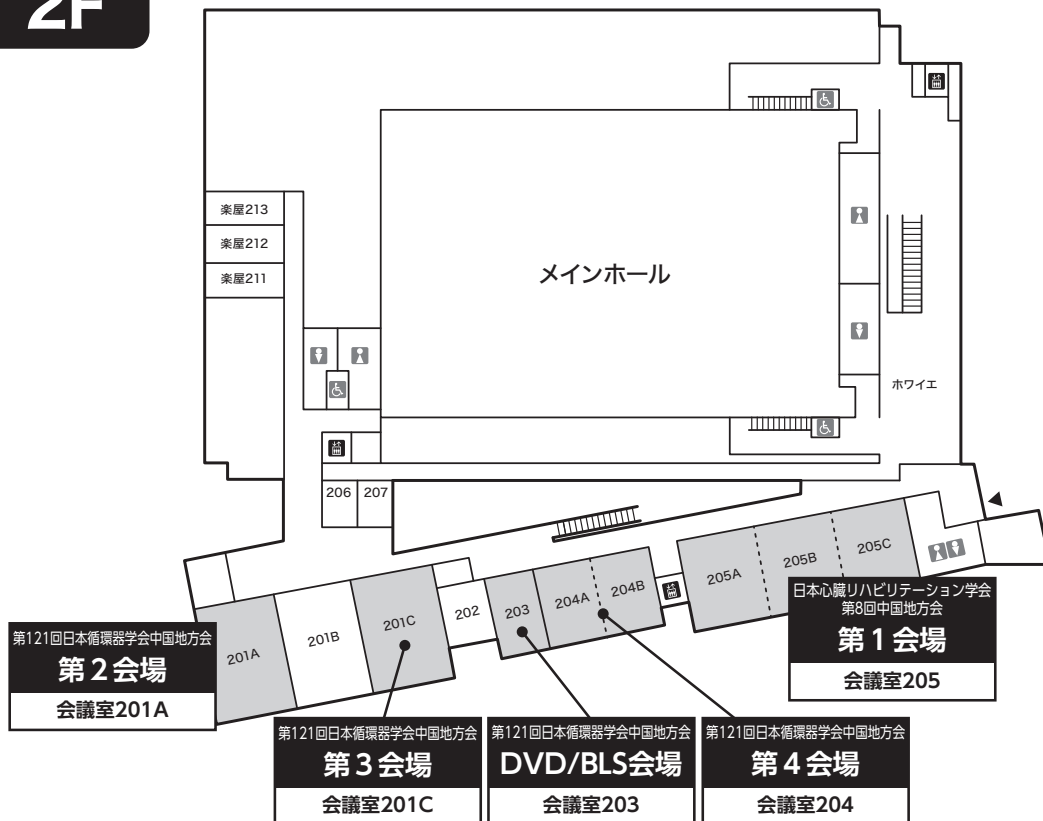 2F
楽屋213
楽屋212
楽屋211
メインホール
ホワイエ
206
207
201A
201B
201C
202
203
204A
204B
205A
205B
205C
第121回日本循環器学会中国地方会
第2会場
会議室201A
第121回日本循環器学会中国地方会
第3会場
会議室201C
第121回日本循環器学会中国地方会
DVD/BLS会場
会議室203
第121回日本循環器学会中国地方会
第4会場
会議室204
日本心臓リハビリテーション学会
第8回中国地方会
第1会場
会議室205